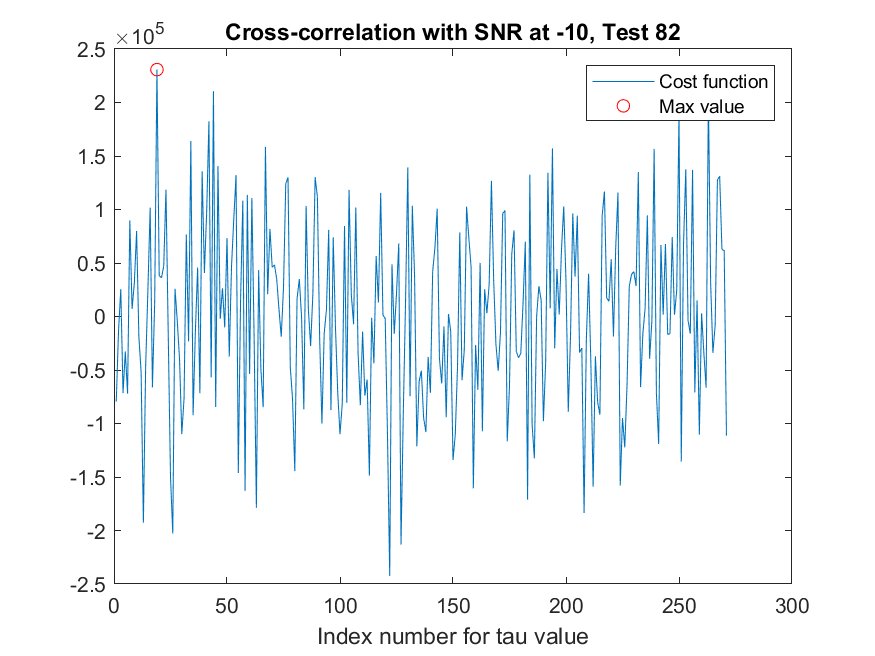 Cross-correlation with SNR at -10, Test 82
×10^5
Cost function
Max value
2.5
2
1.5
1
0.5
0
-0.5
-1
-1.5
-2
-2.5
0 50 100 150 200 250 300
Index number for tau value